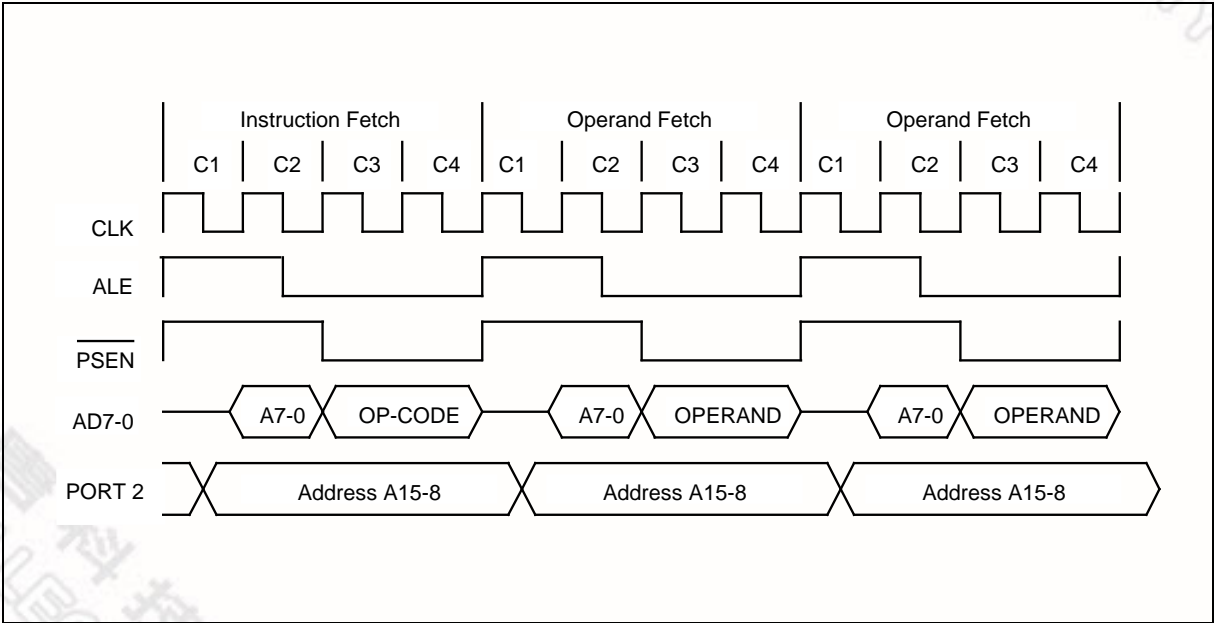 Instruction Fetch Operand Fetch Operand Fetch
C1 C2 C3 C4 C1 C2 C3 C4 C1 C2 C3 C4
CLK
ALE
PSEN
AD7-0 A7-0 OP-CODE A7-0 OPERAND A7-0 OPERAND
PORT 2 Address A15-8 Address A15-8 Address A15-8
科技